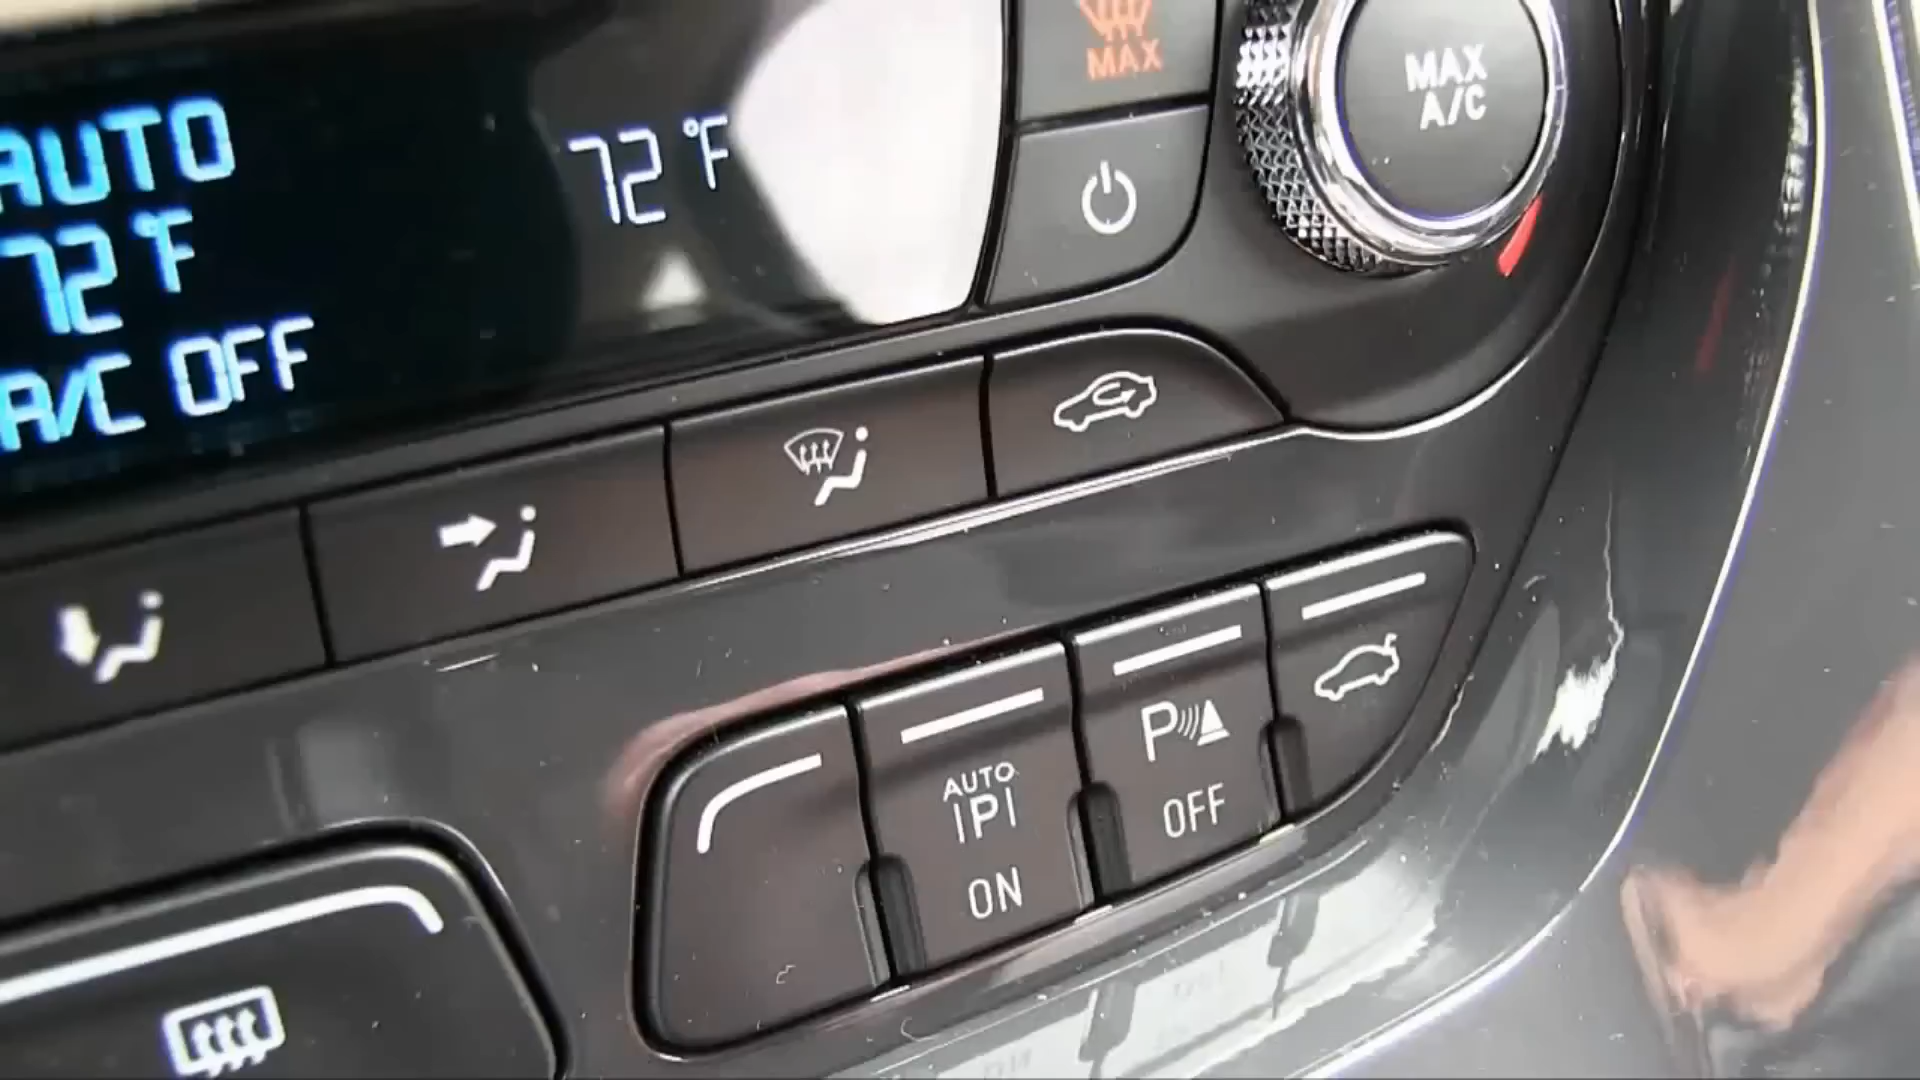 AUTO
72 °F
A/C OFF
72 °F
MAX
MAX
A/C
AUTO
|P|
ON
P
OFF